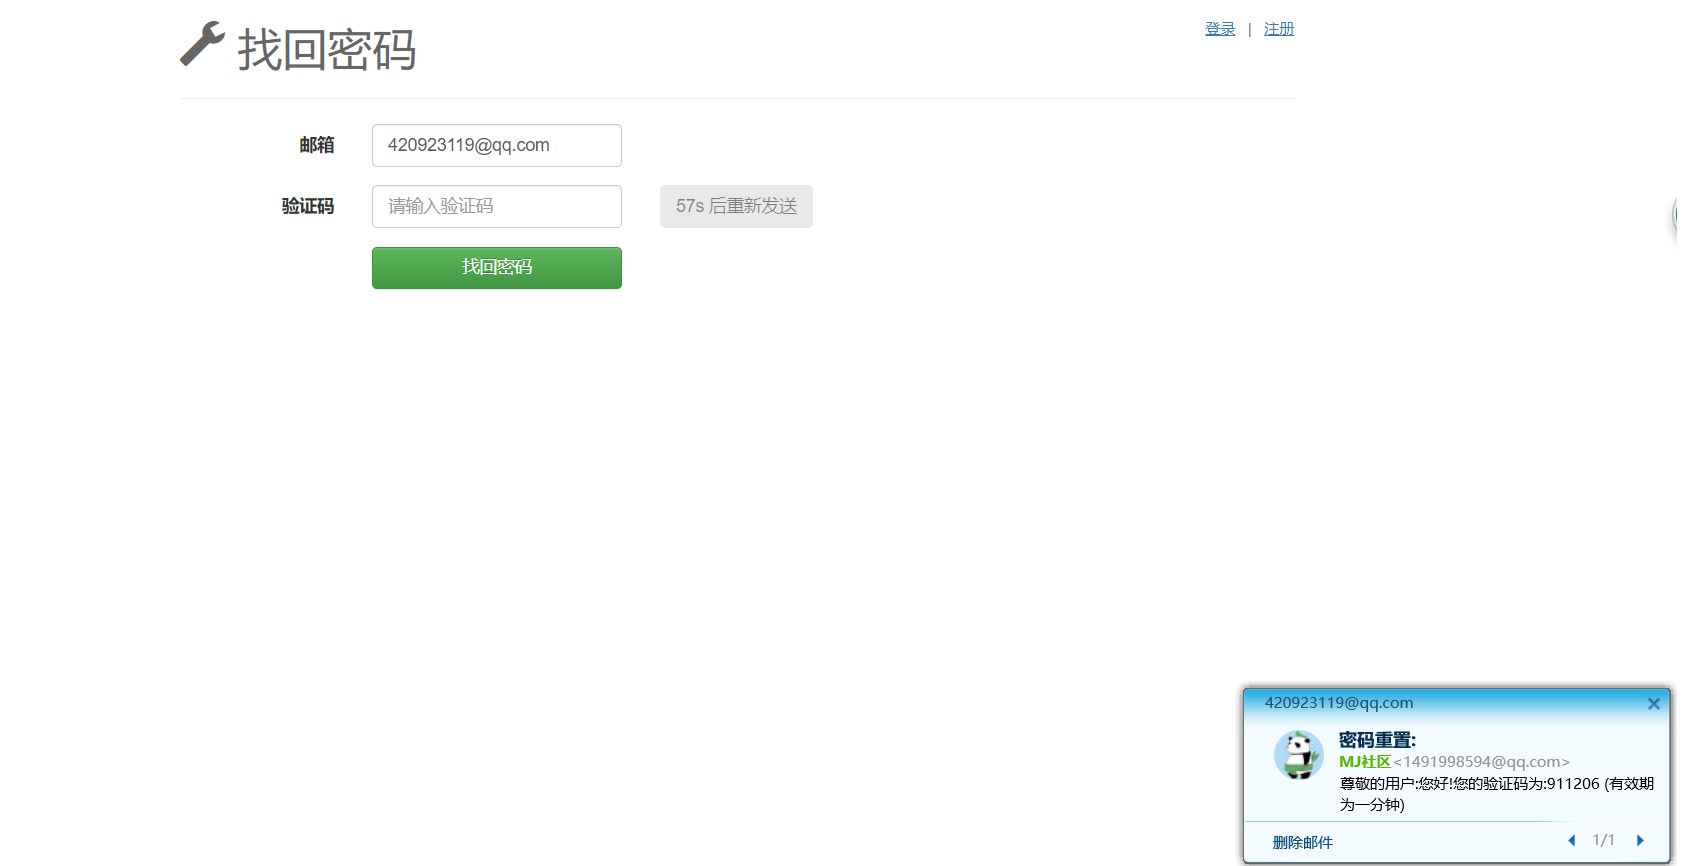 找回密码
登录 | 注册
邮箱
420923119@qq.com
验证码
请输入验证码
57s 后重新发送
找回密码
420923119@qq.com
密码重置:
MJ社区<1491998594@qq.com>
尊敬的用户:您好!您的验证码为:911206 (有效期
为一分钟)
删除邮件
1/1